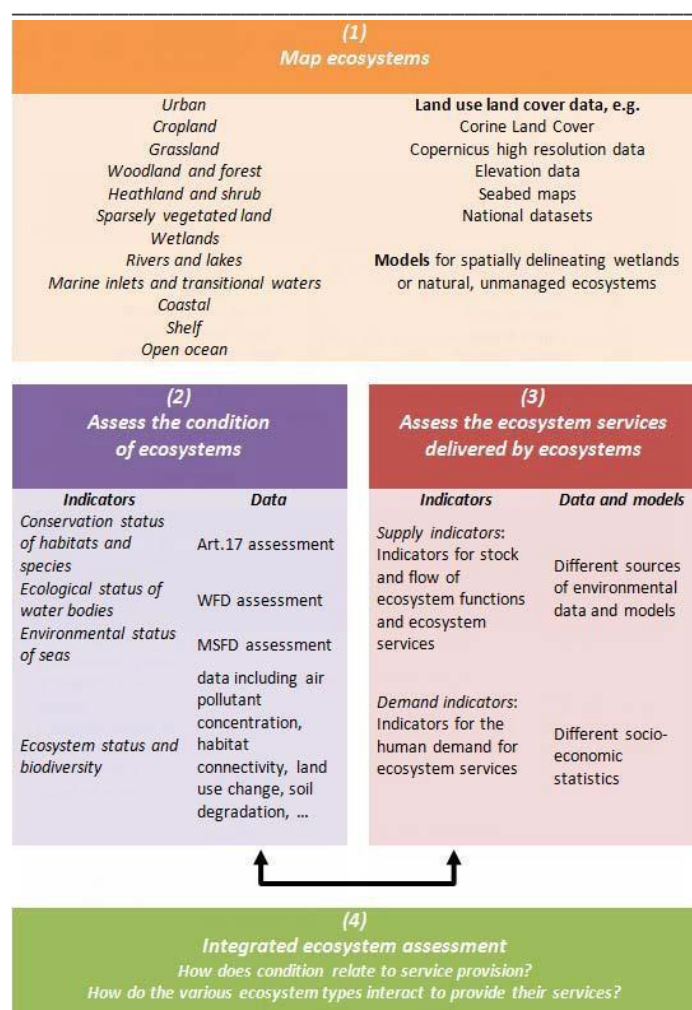 (1)
Map ecosystems
Urban
Cropland
Grassland
Woodland and forest
Heathland and shrub
Sparsely vegetated land
Wetlands
Rivers and lakes
Marine inlets and transitional waters
Coastal
Shelf
Open ocean
Land use land cover data, e.g.
Corine Land Cover
Copernicus high resolution data
Elevation data
Seabed maps
National datasets
Models for spatially delineating wetlands
or natural, unmanaged ecosystems
(2)
Assess the condition
of ecosystems
Indicators
Data
Conservation status
of habitats and
species
Art.17 assessment
Ecological status of
water bodies
WFD assessment
Environmental status
of seas
MSFD assessment
Ecosystem status and
biodiversity
data including air
pollutant
concentration,
habitat
connectivity, land
use change, soil
degradation, ...
(3)
Assess the ecosystem services
delivered by ecosystems
Indicators
Data and models
Supply indicators:
Indicators for stock
and flow of
ecosystem functions
and ecosystem
services
Different sources
of environmental
data and models
Demand indicators:
Indicators for the
human demand for
ecosystem services
Different socio-
economic
statistics
(4)
Integrated ecosystem assessment
How does condition relate to service provision?
How do the various ecosystem types interact to provide their services?